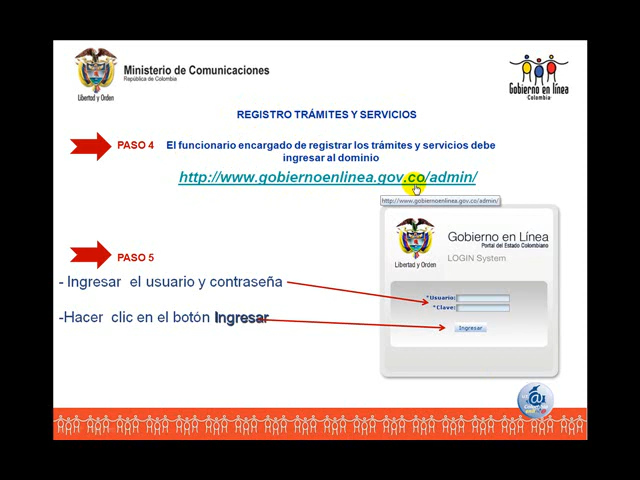 Ministerio de Comunicaciones
República de Colombia
Libertad y Orden
Gobierno en línea
Colombia
REGISTRO TRÁMITES Y SERVICIOS
PASO 4
El funcionario encargado de registrar los trámites y servicios debe
ingresar al dominio
http://www.gobiernoenlinea.gov.co/admin/
http://www.gobiernoenlinea.gov.co/admin/
Gobierno en Línea
Portal del Estado Colombiano
LOGIN System
Libertad y Orden
PASO 5
- Ingresar el usuario y contraseña
*Usuario:
*Clave:
-Hacer clic en el botón Ingresar
Ingresar